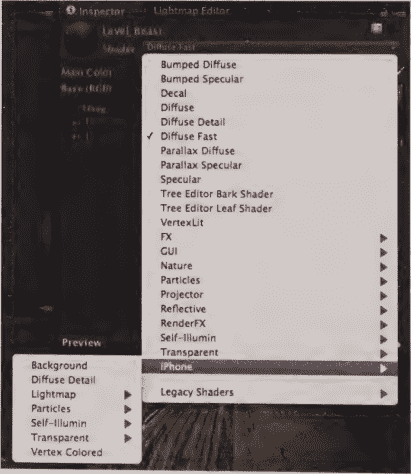 Inspector Lightmap Editor
Level Beast
Shader Diffuse Fast
Main Color
Base (RGB)
Bumped Diffuse
Bumped Specular
Decal
Diffuse
Diffuse Detail
✓ Diffuse Fast
Parallax Diffuse
Parallax Specular
Specular
Tree Editor Bark Shader
Tree Editor Leaf Shader
VertexLit
FX
GUI
Nature
Particles
Projector
Reflective
RenderFX
Self-Illumin
Transparent
iPhone
Legacy Shaders
Preview
Background
Diffuse Detail
Lightmap
Particles
Self-Illumin
Transparent
Vertex Colored